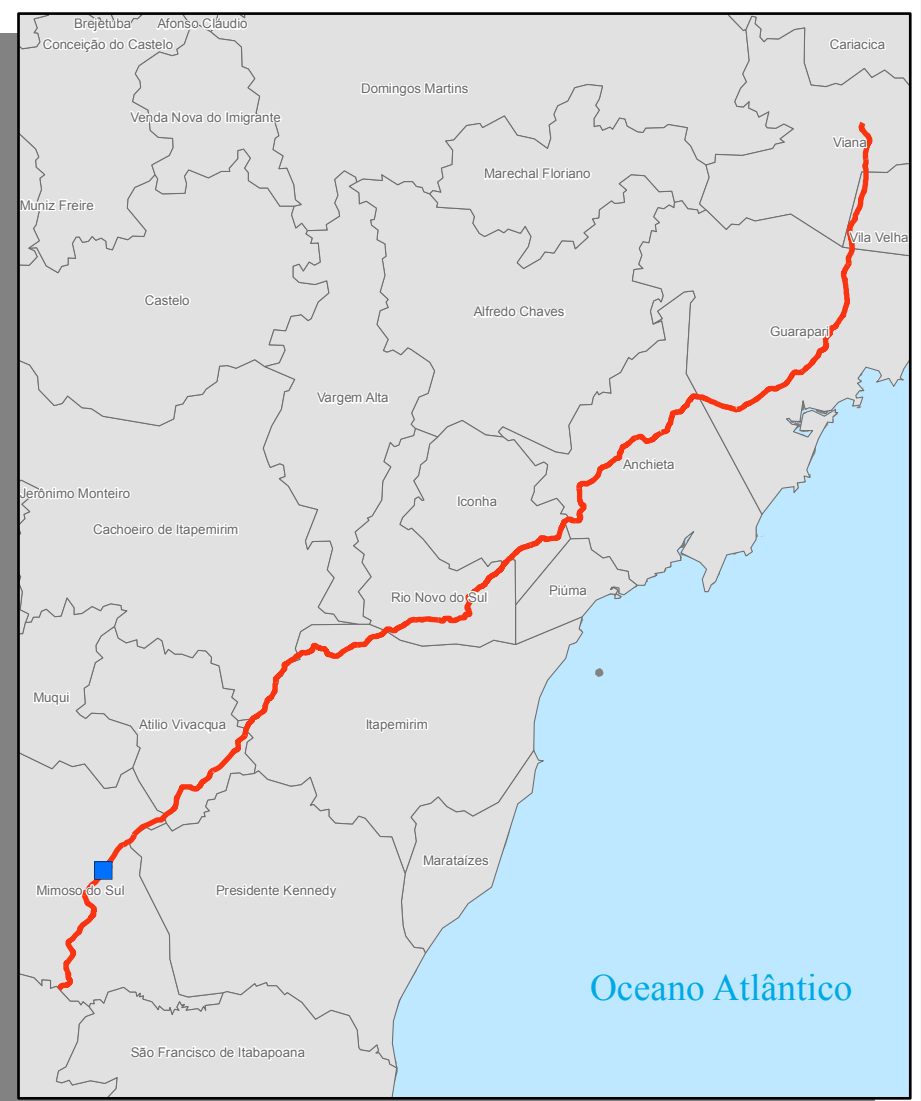 Brejetuba
Afonso Cláudio
Conceição do Castelo
Cariacica
Domingos Martins
Venda Nova do Imigrante
Viana
Marechal Floriano
Muniz Freire
Vila Velha
Castelo
Alfredo Chaves
Guarapari
Vargem Alta
Anchieta
Jerônimo Monteiro
Iconha
Cachoeiro de Itapemirim
Piúma
Rio Novo do Sul
Muqui
Atilio Vivacqua
Itapemirim
Marataízes
Mimoso do Sul
Presidente Kennedy
Oceano Atlântico
São Francisco de Itabapoana